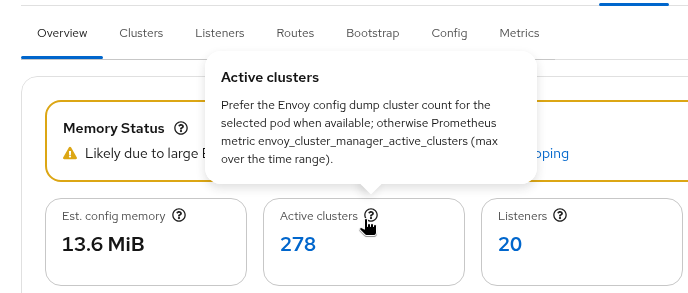 Overview Clusters Listeners Routes Bootstrap Config Metrics
Active clusters
Prefer the Envoy config dump cluster count for the
selected pod when available; otherwise Prometheus
metric envoy_cluster_manager_active_clusters (max
over the time range).
Memory Status
Likely due to large
Est. config memory
13.6 MiB
Active clusters
278
Listeners
20